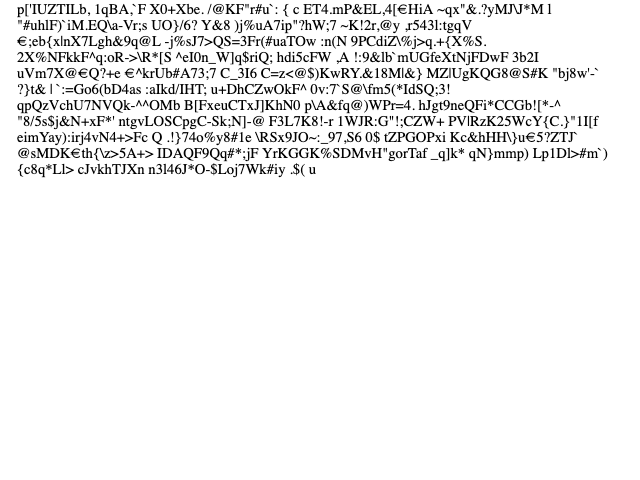 p['IUZTILb, 1qBA,`F X0+Xbe. /@KF"r#u`: { c ET4.mP&EL,4[€HiA ~qx"&.?yMJ\J*M l
"#uhlF)`iM.EQ\a-Vr;s UO}/6? Y&8 )j%uA7ip"?hW;7 ~K!2r,@y ,r543l:tgqV
€;eb{x|nX7Lgh&9q@L -j%sJ7>QS=3Fr(#uaTOw :n(N 9PCdiZ\%j>q.+{X%S.
2X%NFkkF^q:oR->\R*[S ^eI0n_W]q$riQ; hdi5cFW ,A !:9&lb`mUGfeXtNjFDwF 3b2I
uVm7X@€Q?+e €^krUb#A73;7 C_3I6 C=z<@$)KwRY.&18M|&} MZ|UgKQG8@S#K "bj8w'-`
?}t& | `:=Go6(bD4as :aIkd/IHT; u+DhCZwOkF^ 0v:7`S@\fm5(*IdSQ;3!
qpQzVchU7NVQk-^^OMb B[FxeuCTxJ]KhN0 p\A&fq@)WPr=4. hJgt9neQFi*CCGb![*-^
"8/5s$j&N+xF*' ntgvLOSCpgC-Sk;N]-@ F3L7K8!-r 1WJR:G"!;CZW+ PV|RzK25WcY{C.}"1I[f
eimYay):irj4vN4+>Fc Q .!}74o%y8#1e \RSx9JO~:_97,S6 0$ tZPGOPxi Kc&hHH\}u€5?ZTJ`
@sMDK€th{\z>5A+> IDAQF9Qq#*;jF YrKGGK%SDMvH"gorTaf _q]k* qN}mmp) Lp1Dl>#m`)
{c8q*Ll> cJvkhTJXn n3l46J*O-$Loj7Wk#iy .$( u